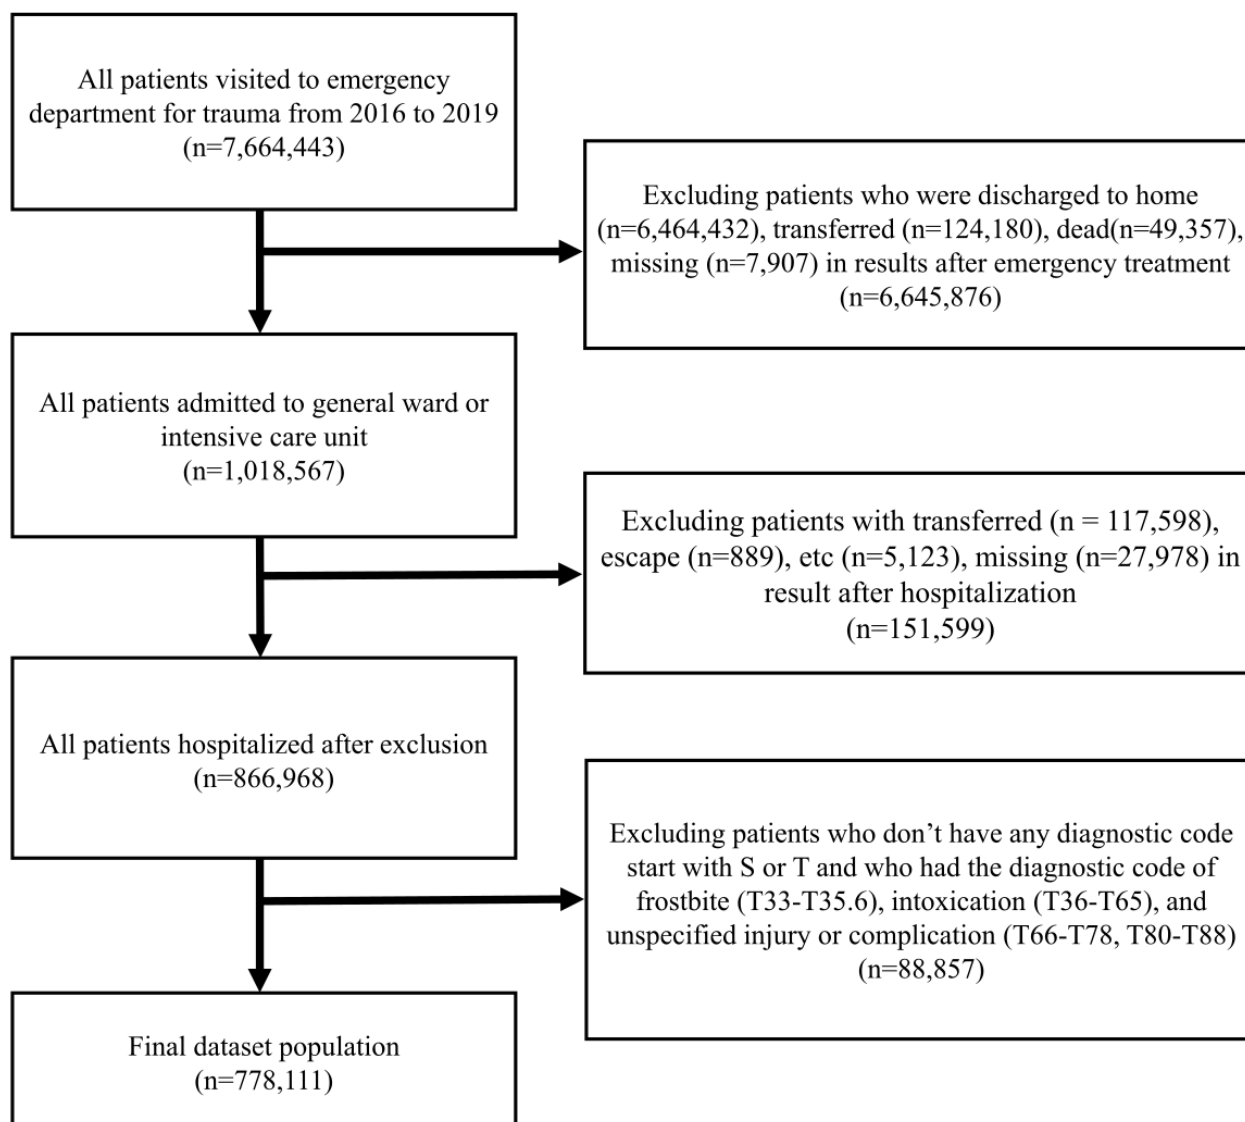 All patients visited to emergency
department for trauma from 2016 to 2019
(n=7,664,443)
Excluding patients who were discharged to home
(n=6,464,432), transferred (n=124,180), dead(n=49,357),
missing (n=7,907) in results after emergency treatment
(n=6,645,876)
All patients admitted to general ward or
intensive care unit
(n=1,018,567)
Excluding patients with transferred (n = 117,598),
escape (n=889), etc (n=5,123), missing (n=27,978) in
result after hospitalization
(n=151,599)
All patients hospitalized after exclusion
(n=866,968)
Excluding patients who don’t have any diagnostic code
start with S or T and who had the diagnostic code of
frostbite (T33-T35.6), intoxication (T36-T65), and
unspecified injury or complication (T66-T78, T80-T88)
(n=88,857)
Final dataset population
(n=778,111)